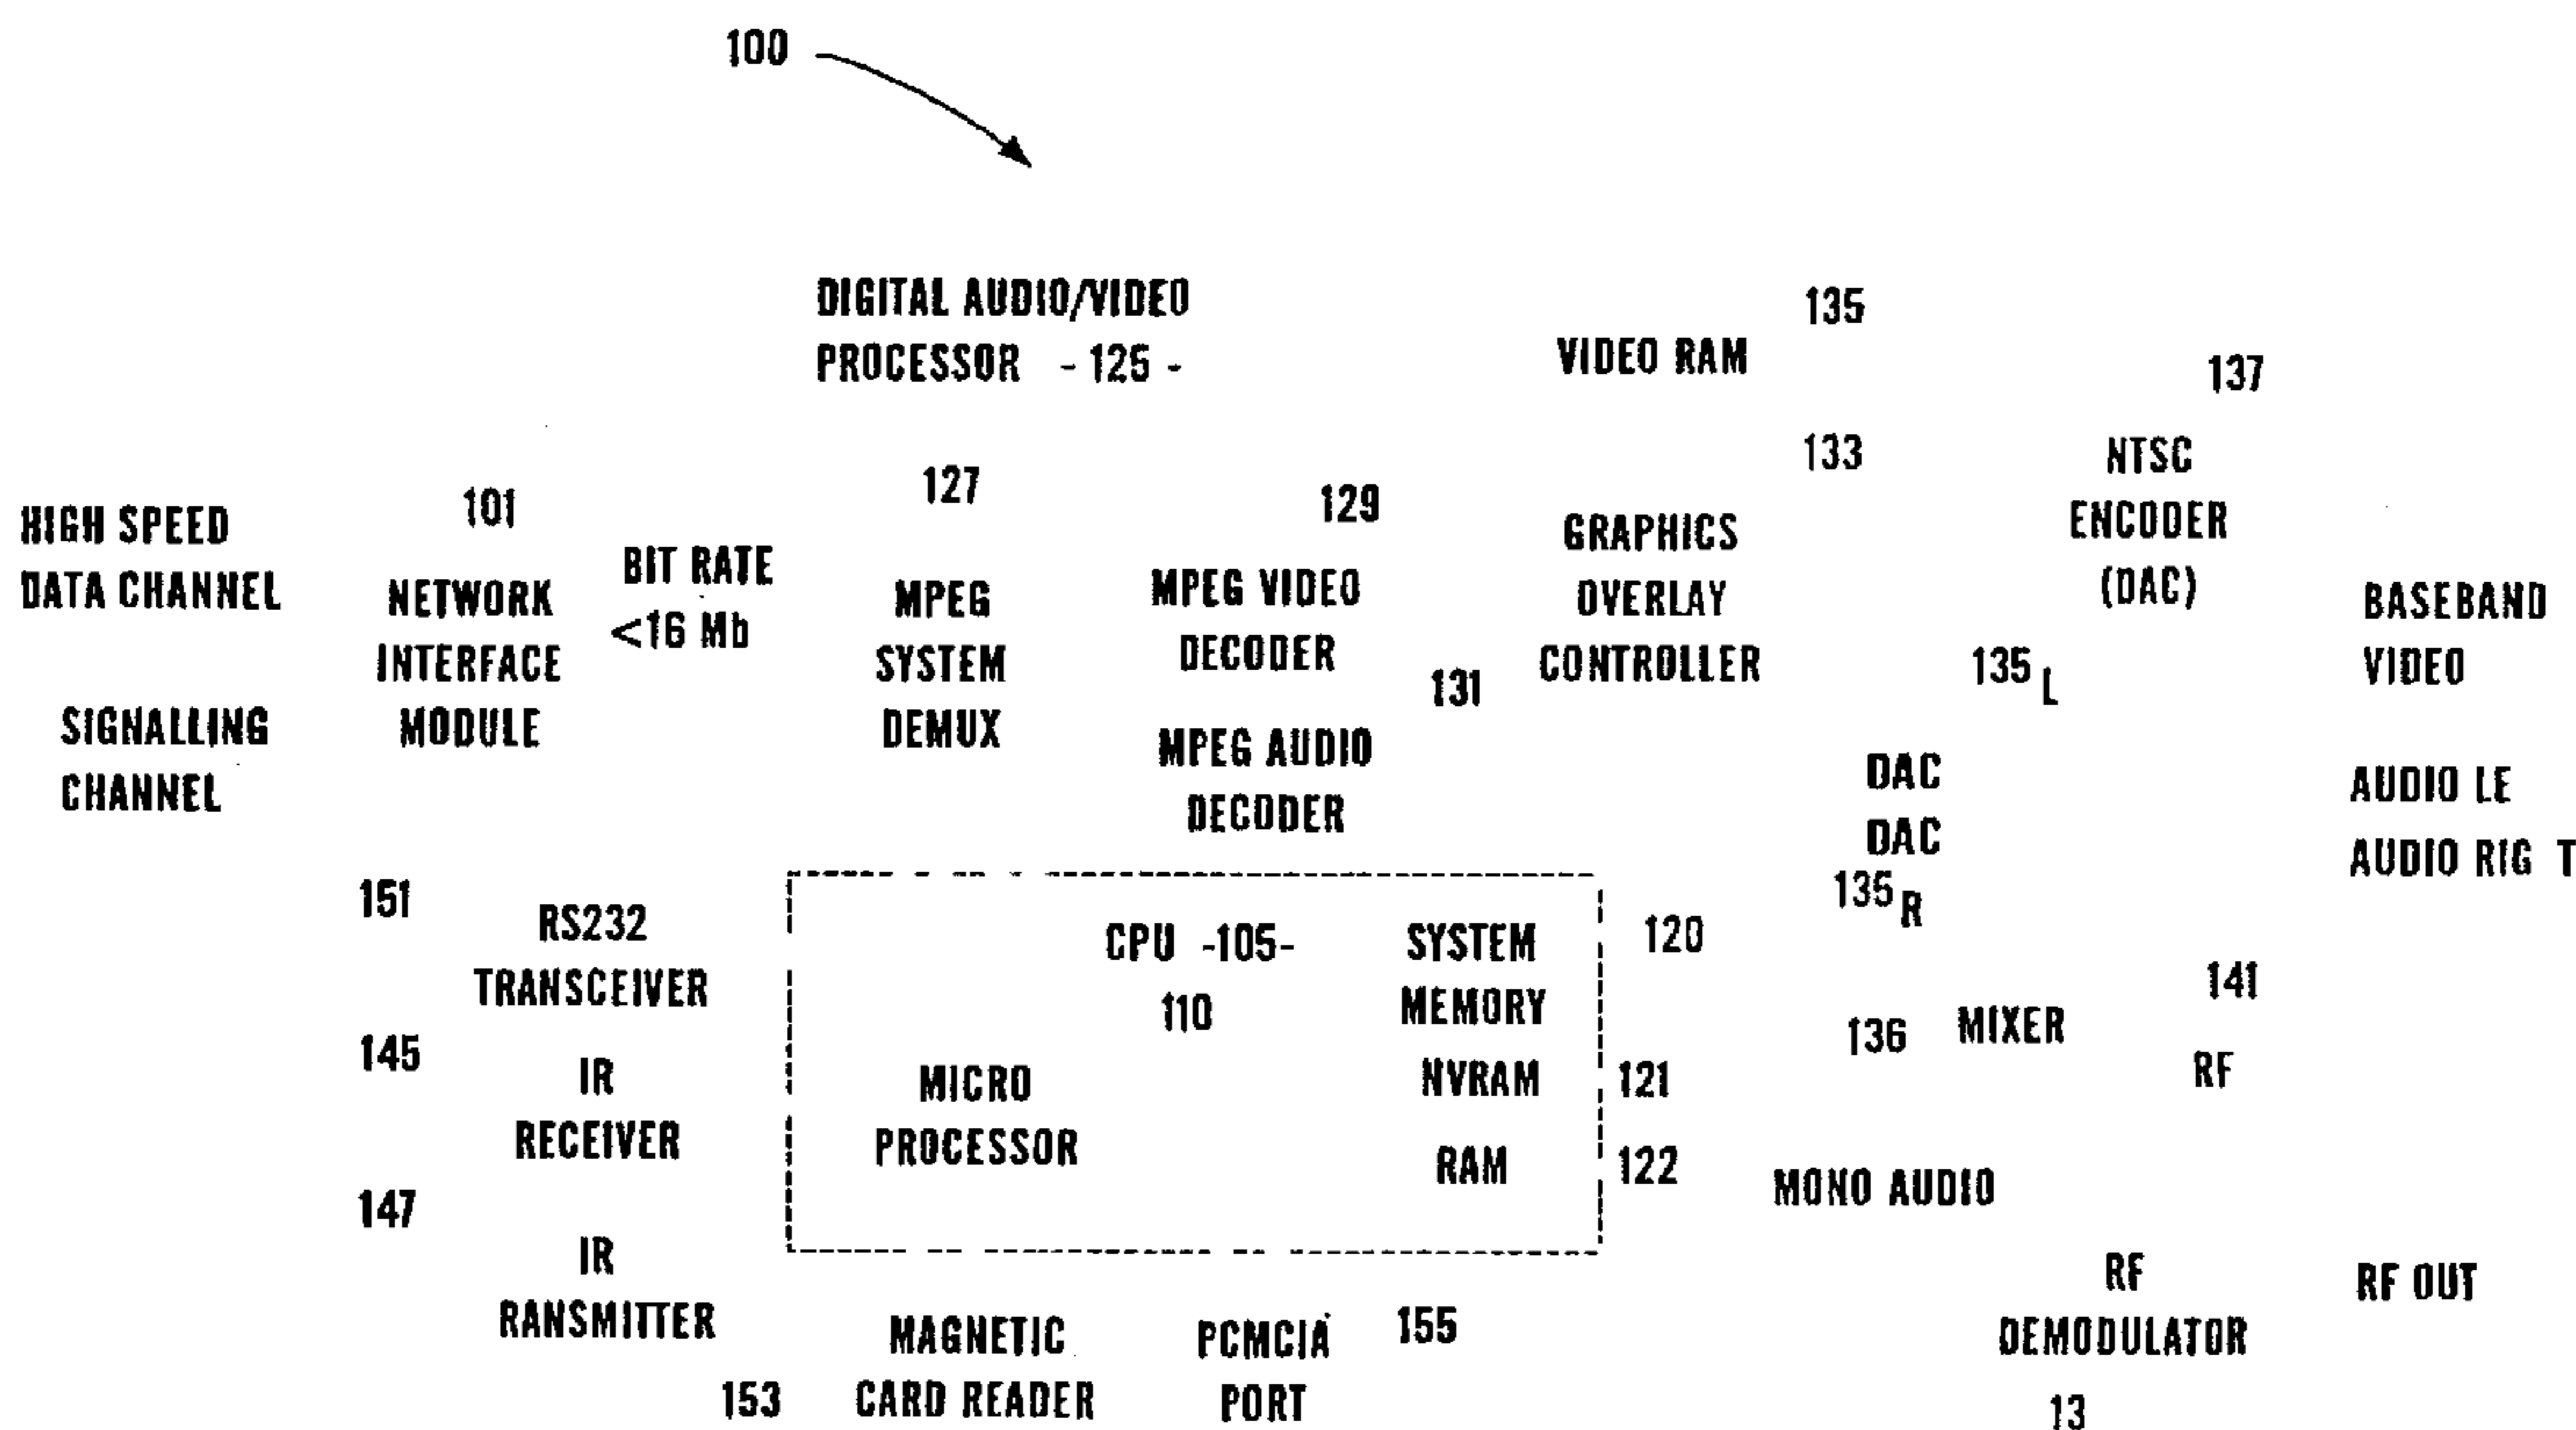 100
DIGITAL AUDIO/VIDEO
PROCESSOR - 125 -
135
VIDEO RAM
137
133
NTSC
ENCODER
(DAC)
127
101
129
HIGH SPEED
DATA CHANNEL
BIT RATE
<16 Mb
NETWORK
INTERFACE
MODULE
MPEG
SYSTEM
DEMUX
MPEG VIDEO
DECODER
GRAPHICS
OVERLAY
CONTROLLER
BASEBAND
VIDEO
135 L
131
SIGNALLING
CHANNEL
MPEG AUDIO
DECODER
DAC
DAC
135 R
AUDIO LE
AUDIO RIG T
151
RS232
TRANSCEIVER
CPU -105-
110
SYSTEM
MEMORY
120
141
136
MIXER
RF
145
IR
RECEIVER
MICRO
PROCESSOR
NVRAM
121
RAM
122
MONO AUDIO
147
IR
RANSMITTER
RF
DEMODULATOR
13
RF OUT
153
MAGNETIC
CARD READER
PCMCIA
PORT
155